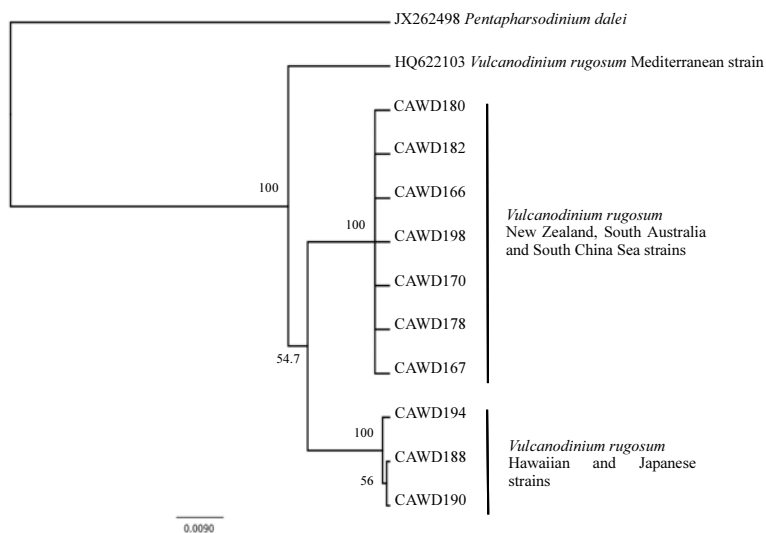 JX262498 Pentapharsodinium dalei
HQ622103 Vulcanodinium rugosum Mediterranean strain
CAWD180
CAWD182
100
CAWD166
Vulcanodinium rugosum
New Zealand, South Australia
and South China Sea strains
100
CAWD198
CAWD170
CAWD178
54.7
CAWD167
CAWD194
100
Vulcanodinium rugosum
Hawaiian and Japanese
strains
CAWD188
56
CAWD190
0.0090